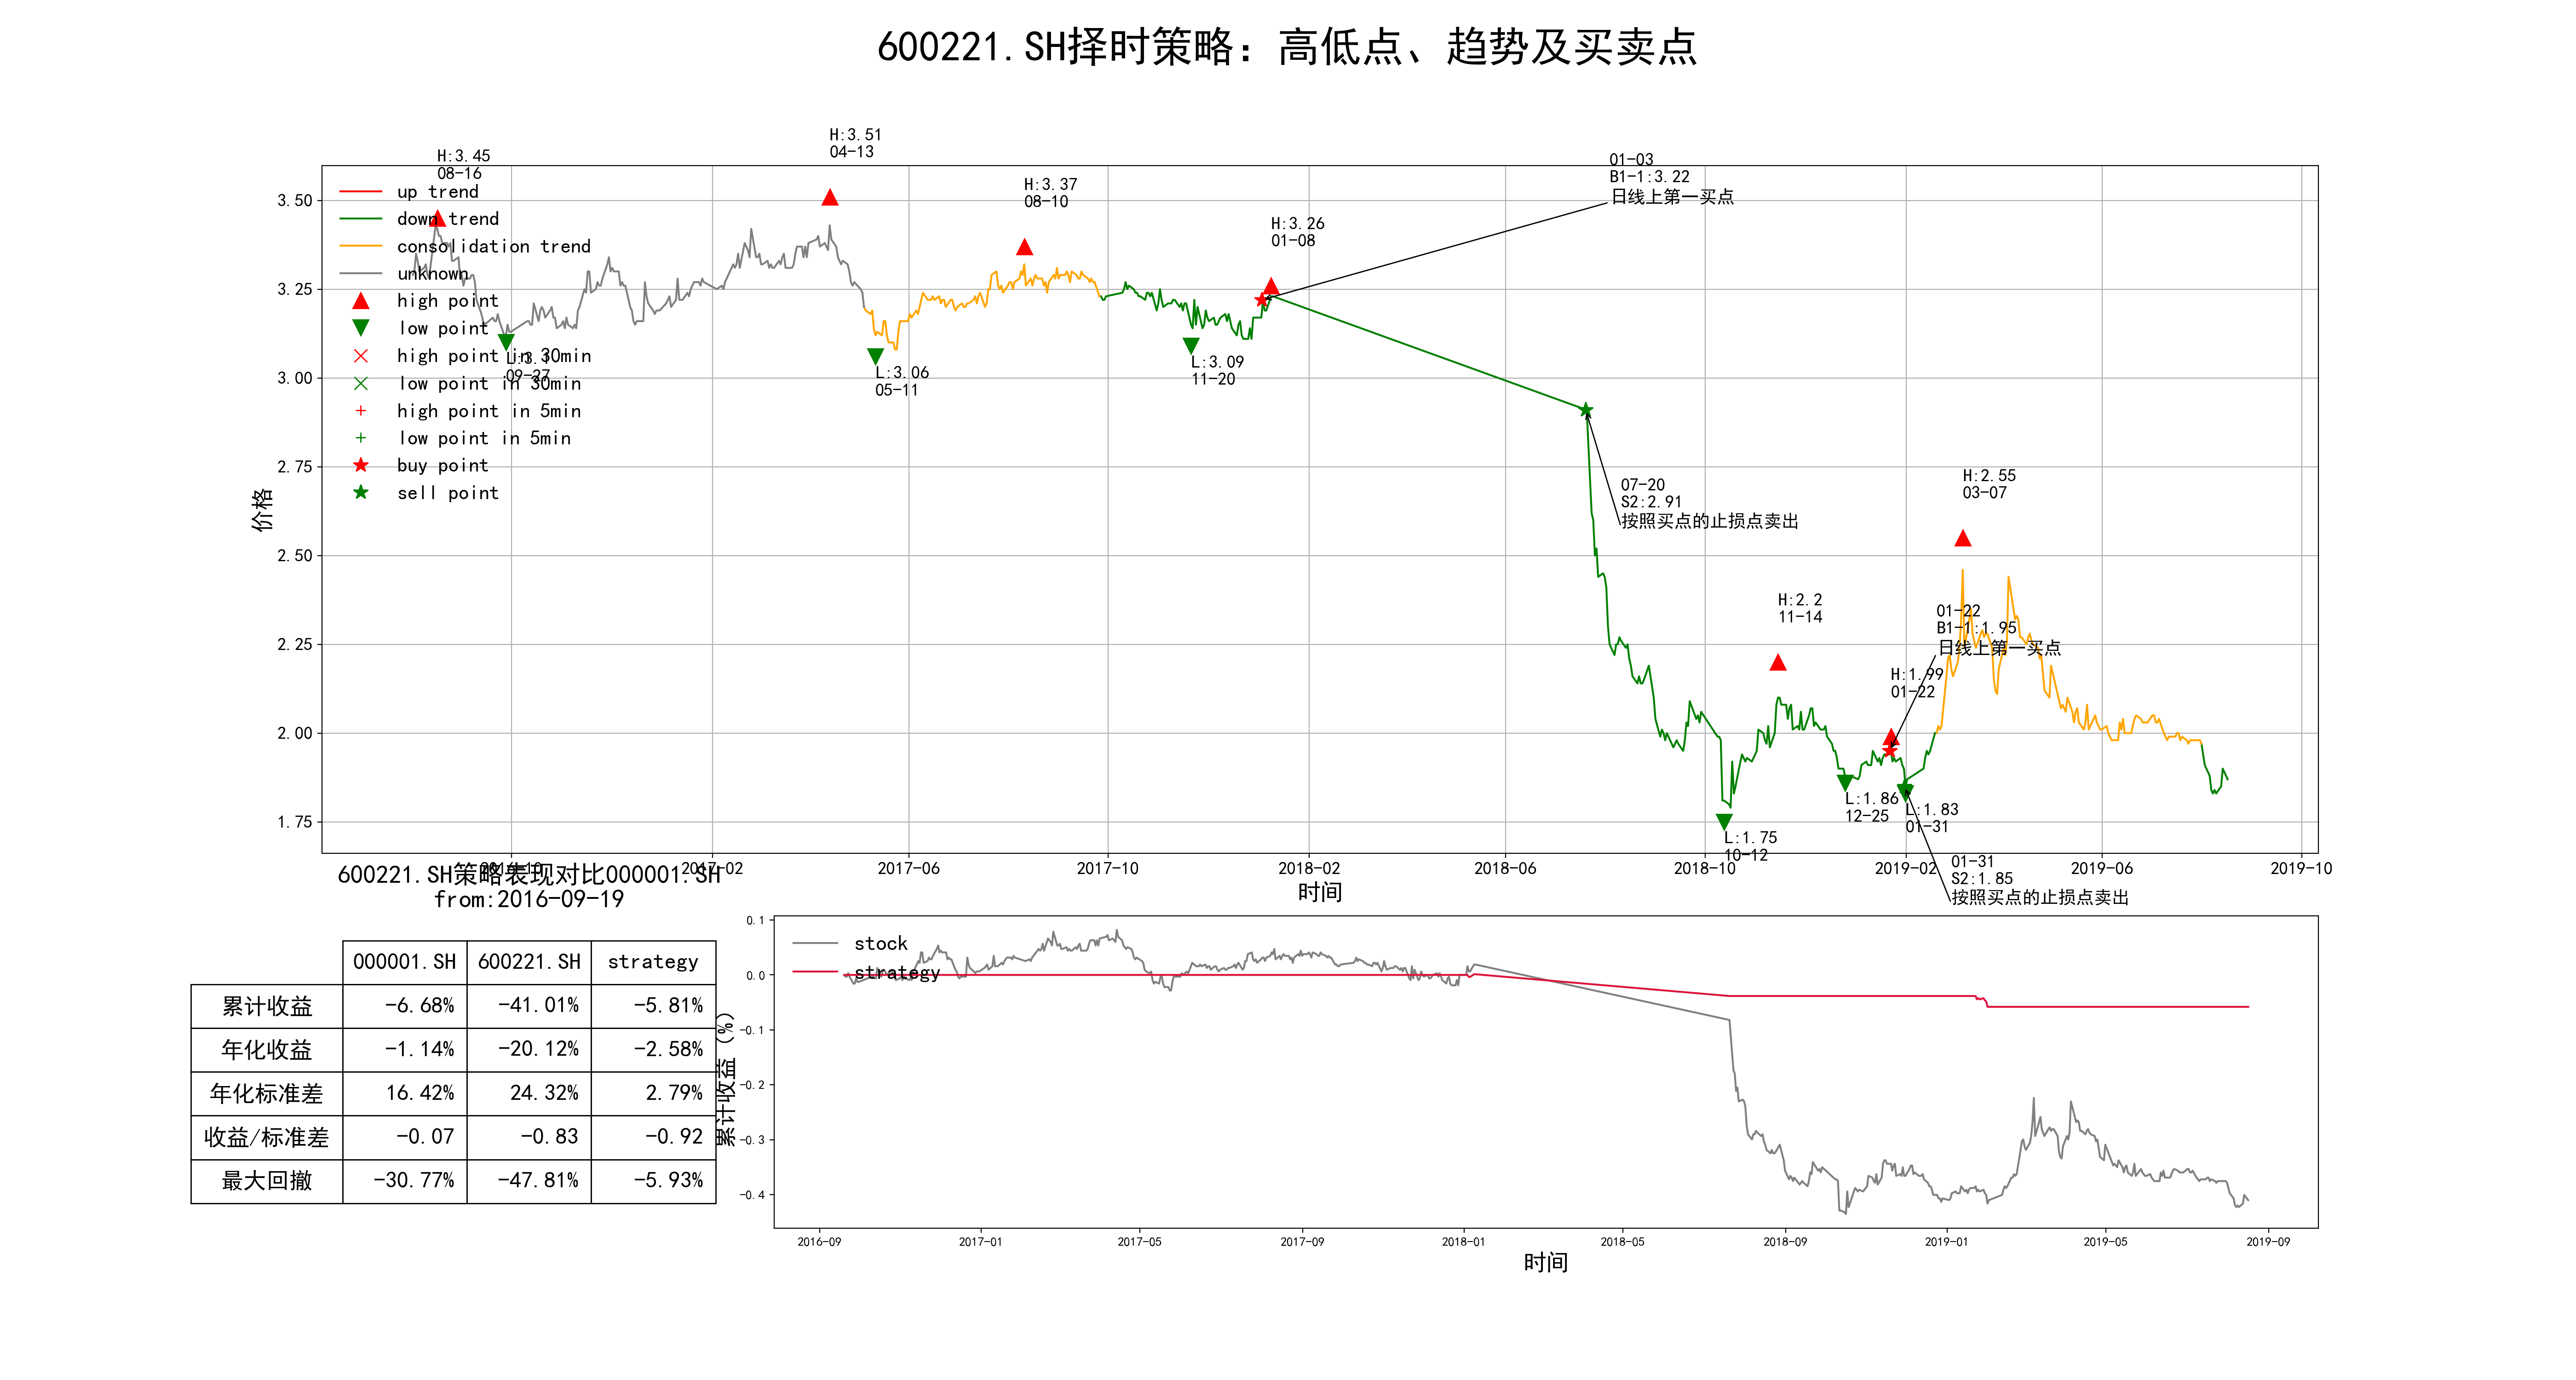 600221.SH择时策略：高低点、趋势及买卖点
H:3.45
08-16
H:3.51
04-13
H:3.37
08-10
H:3.26
01-08
01-03
B1-1:3.22
日线上第一买点
up trend
down trend
consolidation trend
unknown
high point
low point
high point in 30min
low point in 30min
high point in 5min
low point in 5min
buy point
sell point
09-27
L:3.06
05-11
L:3.09
11-20
07-20
S2:2.91
按照买点的止损点卖出
H:2.2
11-14
H:2.55
03-07
01-22
B1-1:1.95
日线上第一买点
H:1.99
01-22
L:1.75
10-12
L:1.86
12-25
L:1.83
01-31
01-31
S2:1.85
按照买点的止损点卖出
价格
3.50
3.25
3.00
2.75
2.50
2.25
2.00
1.75
2017-02
2017-06
2017-10
2018-02
2018-06
2018-10
2019-02
2019-06
2019-10
时间
600221.SH策略表现对比000001.SH
from:2016-09-19
000001.SH 600221.SH strategy
累计收益 -6.68% -41.01% -5.81%
年化收益 -1.14% -20.12% -2.58%
年化标准差 16.42% 24.32% 2.79%
收益/标准差 -0.07 -0.83 -0.92
最大回撤 -30.77% -47.81% -5.93%
累计收益（%）
0.1
0.0
-0.1
-0.2
-0.3
-0.4
stock
strategy
2016-09
2017-01
2017-05
2017-09
2018-01
2018-05
2018-09
2019-01
2019-05
2019-09
时间